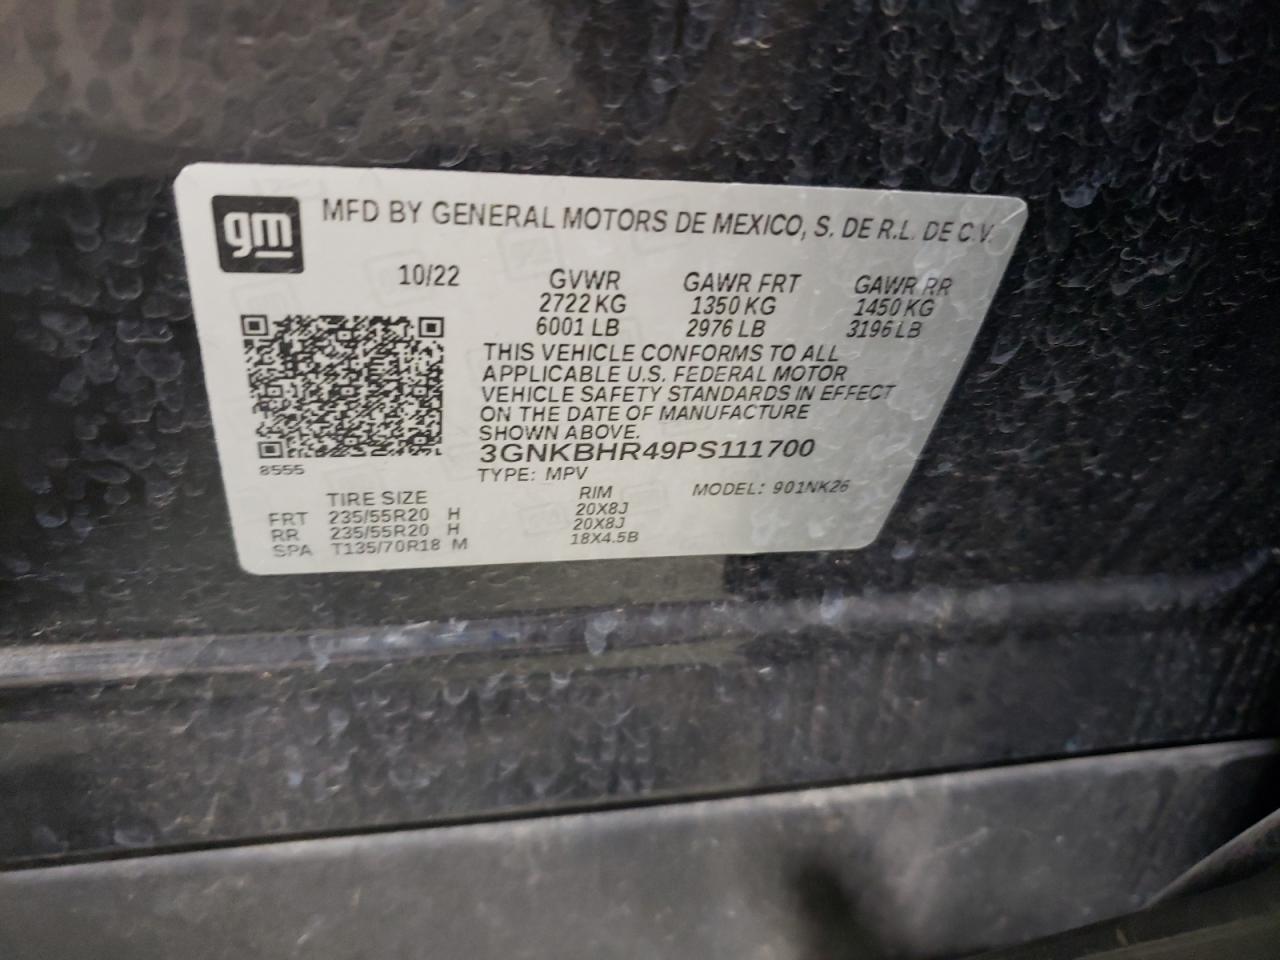 gm
MFD BY GENERAL MOTORS DE MEXICO, S. DE R.L. DE C.V.
10/22 GVWR GAWR FRT GAWR RR
2722 KG 1350 KG 1450 KG
6001 LB 2976 LB 3196 LB
THIS VEHICLE CONFORMS TO ALL
APPLICABLE U.S. FEDERAL MOTOR
VEHICLE SAFETY STANDARDS IN EFFECT
ON THE DATE OF MANUFACTURE
SHOWN ABOVE.
3GNKBHR49PS111700
8555
TYPE: MPV MODEL: 901NK26
TIRE SIZE RIM
FRT 235/55R20 H 20X8J
RR 235/55R20 H 20X8J
SPA T135/70R18 M 18X4.5B